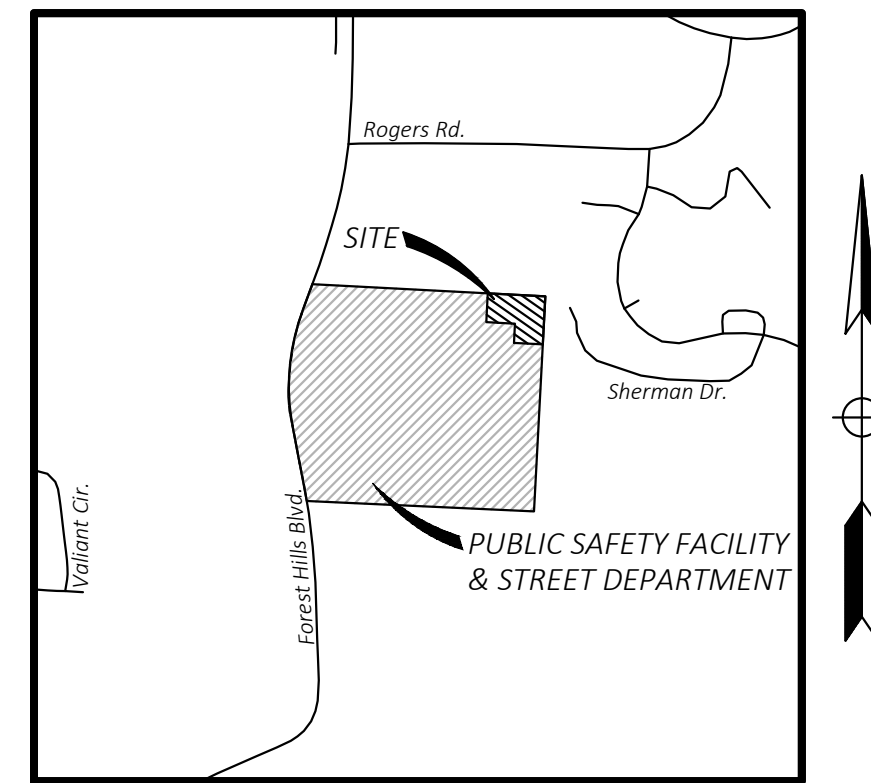 Rogers Rd.
SITE
Sherman Dr.
Valiant Cir.
Forest Hills Blvd.
PUBLIC SAFETY FACILITY
& STREET DEPARTMENT